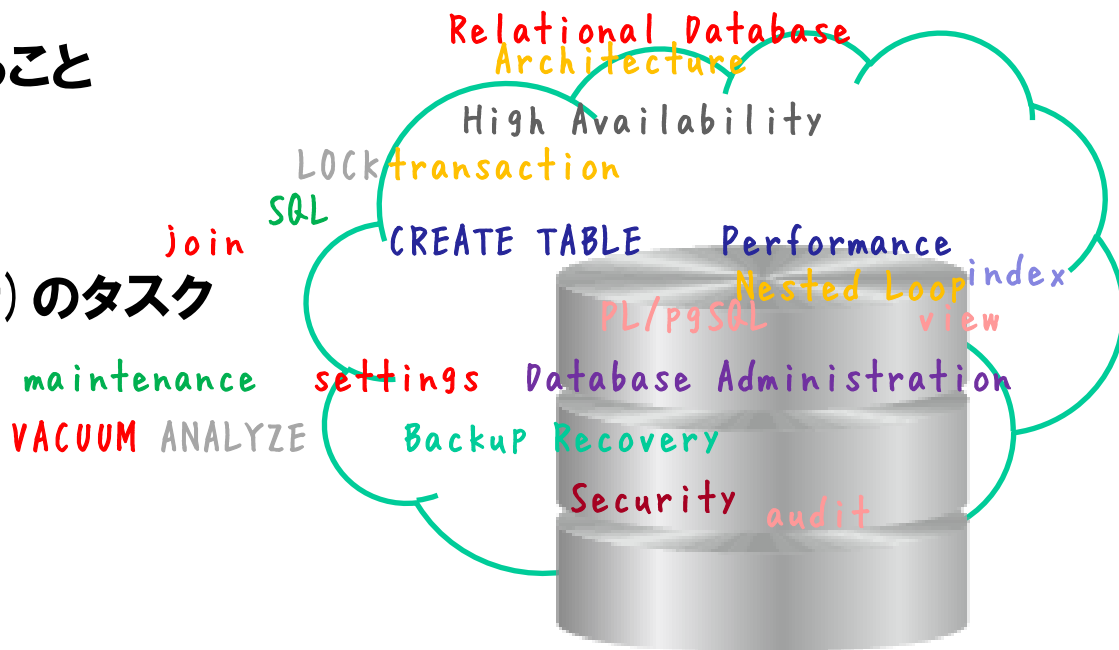 Relational Database
Architecture
こと
High Availability
LOCK transaction
SQL
join CREATE TABLE Performance
index
) のタスク
Nested Loop
PL/pgSQL view
maintenance settings Database Administration
VACUUM ANALYZE Backup Recovery
Security
audit